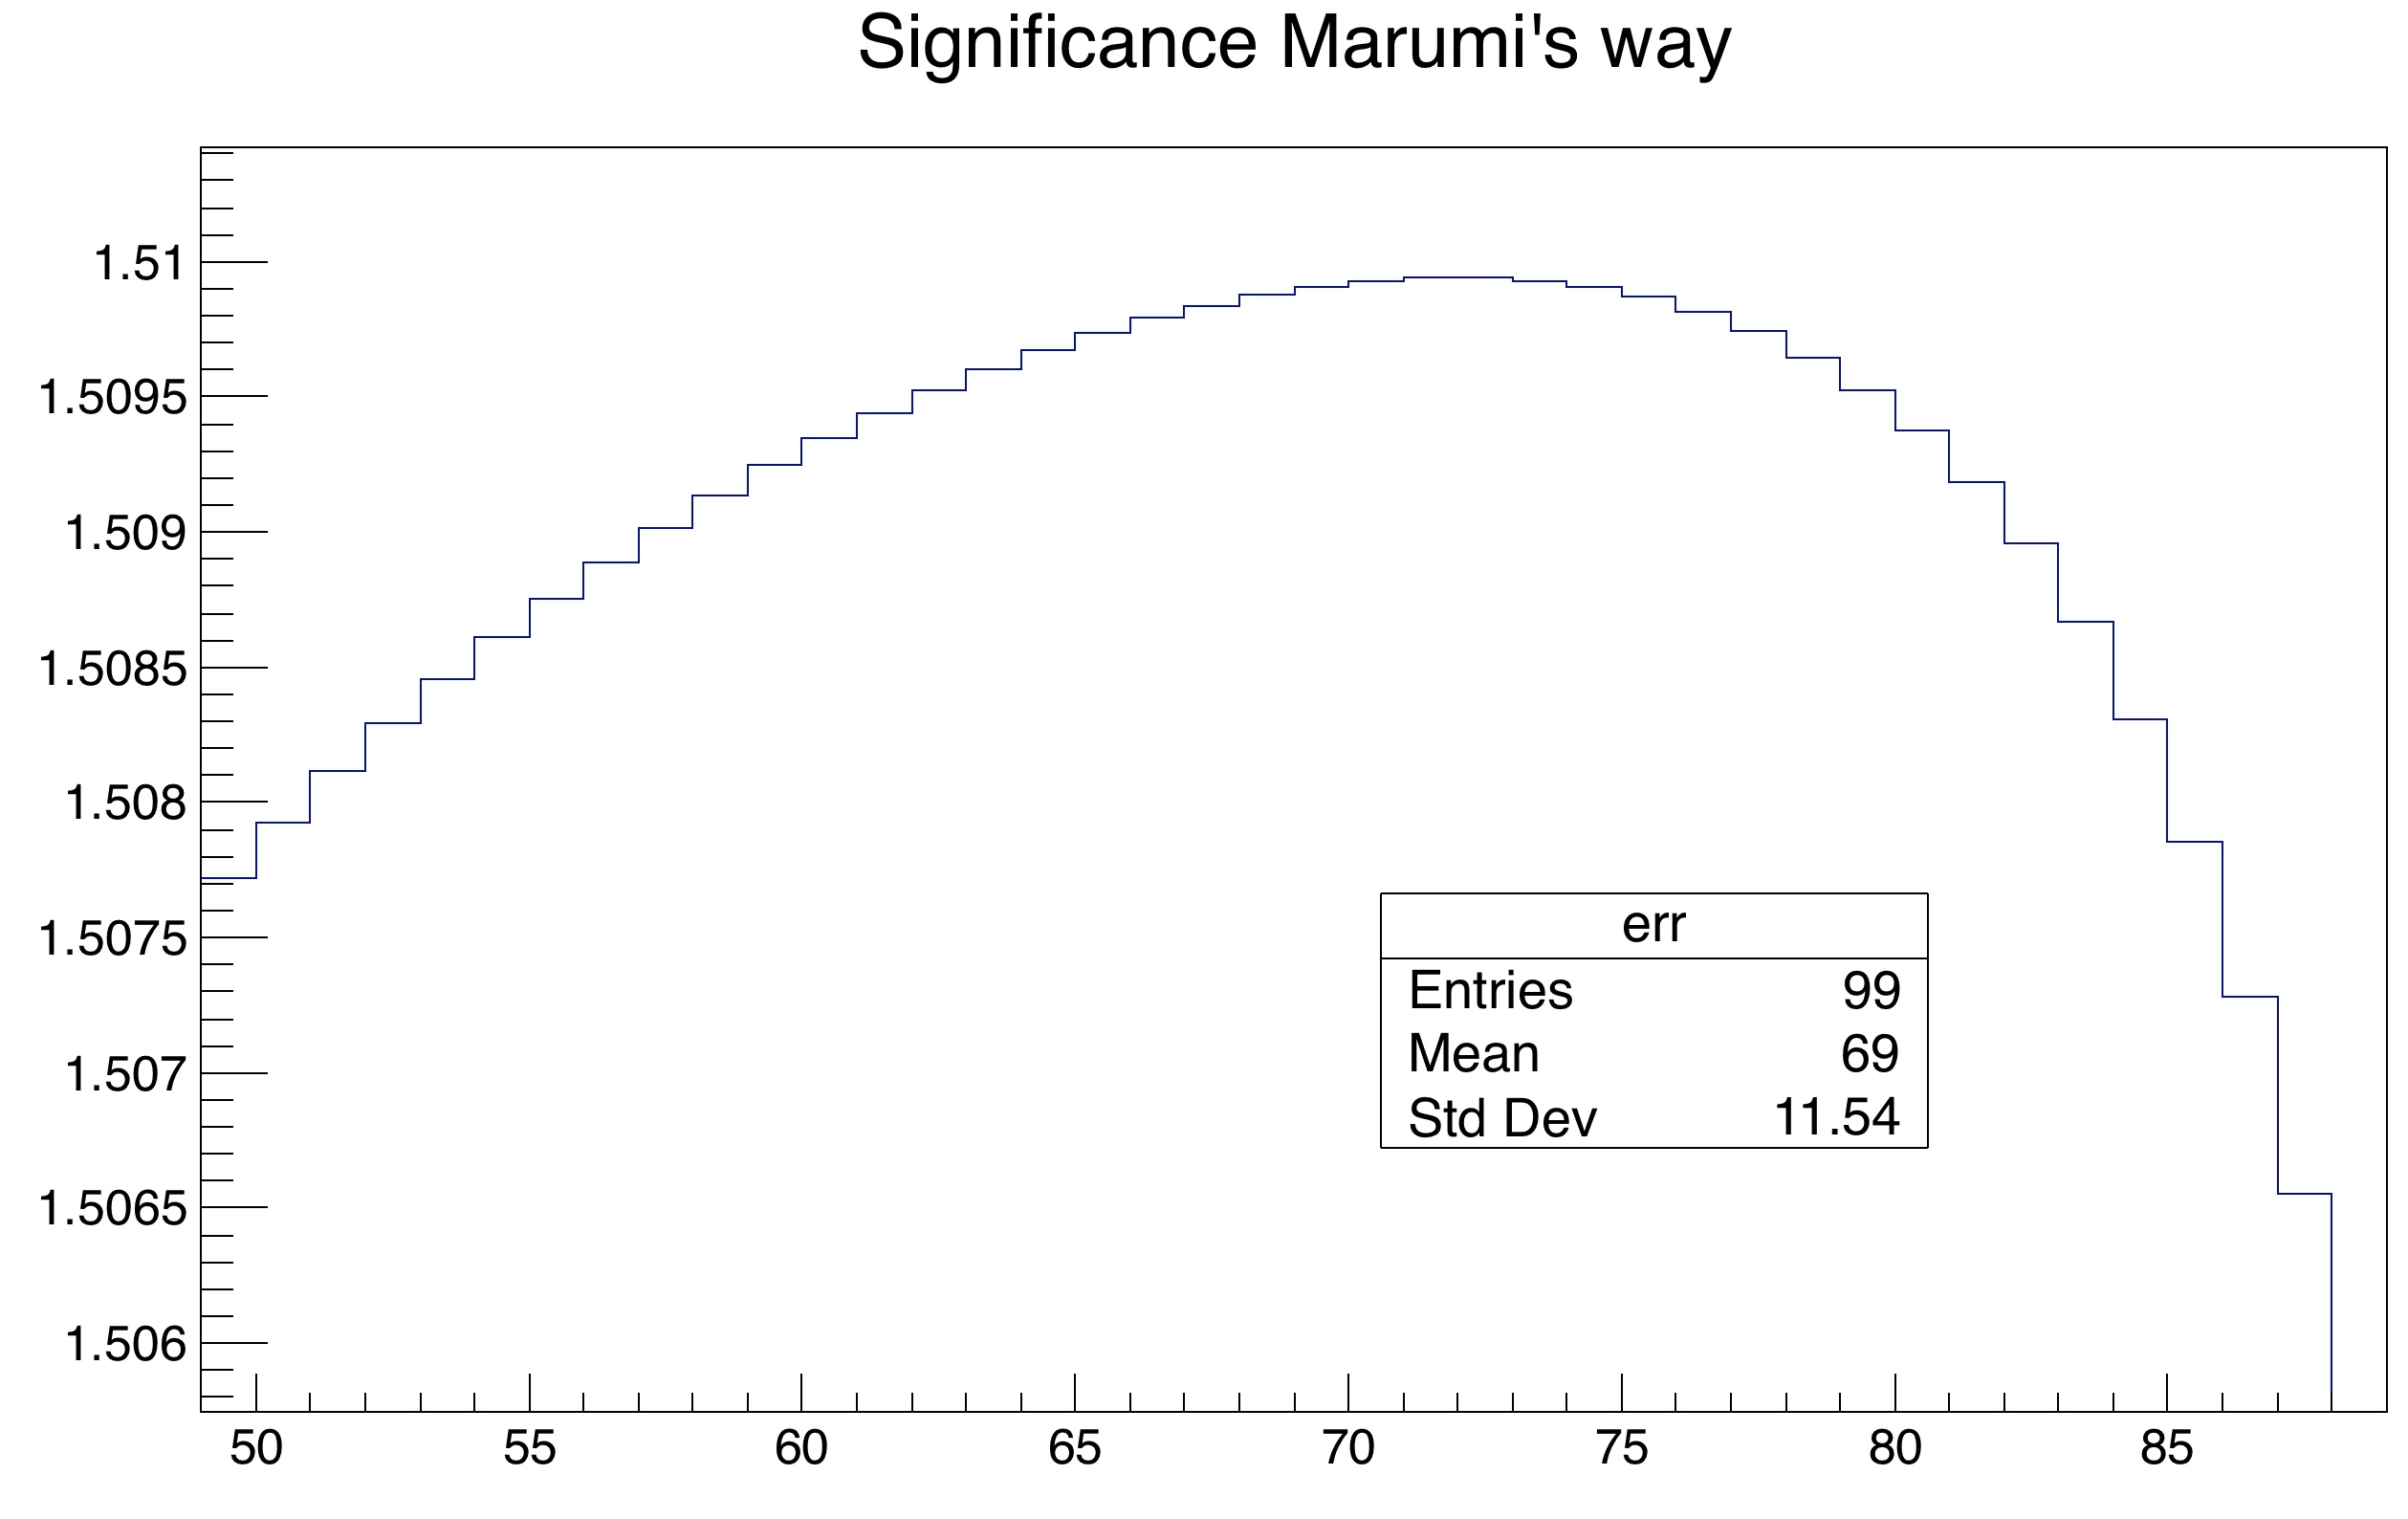 Significance Marumi's way
1.51
1.5095
1.509
1.5085
1.508
1.5075
1.507
1.5065
1.506
err
Entries 99
Mean 69
Std Dev 11.54
50 55 60 65 70 75 80 85